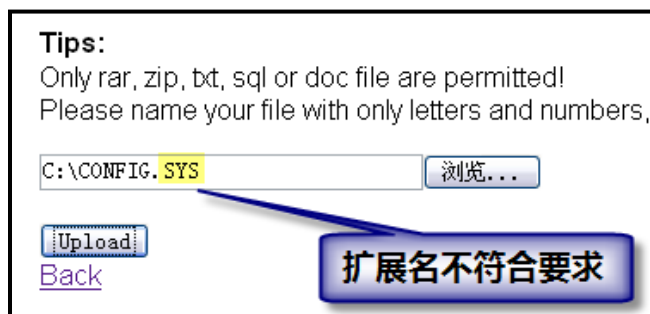 Tips:
Only rar, zip, txt, sql or doc file are permitted!
Please name your file with only letters and numbers,
C:\CONFIG.SYS
浏览...
Upload
扩展名不符合要求
Back